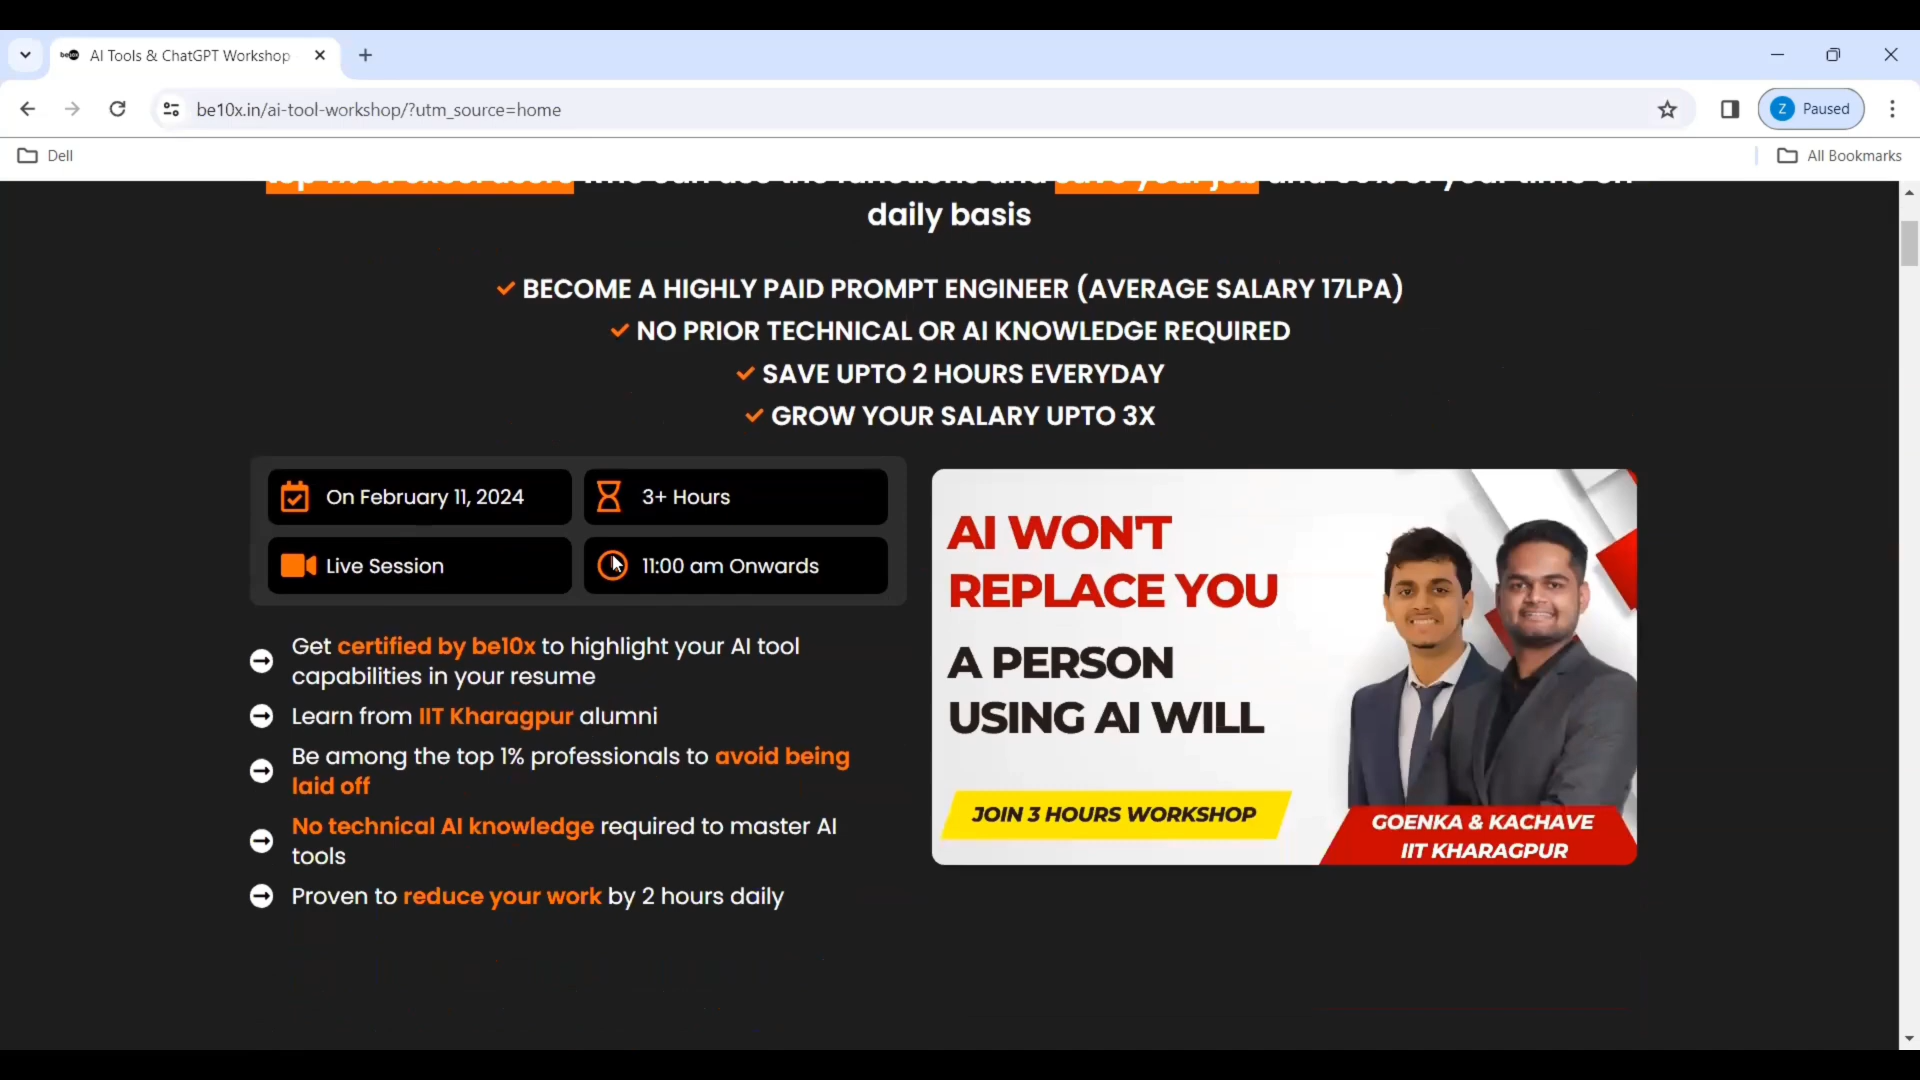 AI Tools & ChatGPT Workshop
be10x.in/ai-tool-workshop/?utm_source=home
Z Paused
Dell
All Bookmarks
daily basis
BECOME A HIGHLY PAID PROMPT ENGINEER (AVERAGE SALARY 17LPA)
NO PRIOR TECHNICAL OR AI KNOWLEDGE REQUIRED
SAVE UPTO 2 HOURS EVERYDAY
GROW YOUR SALARY UPTO 3X
On February 11, 2024
3+ Hours
Live Session
11:00 am Onwards
Get certified by be10x to highlight your AI tool
capabilities in your resume
Learn from IIT Kharagpur alumni
Be among the top 1% professionals to avoid being
laid off
No technical AI knowledge required to master AI
tools
Proven to reduce your work by 2 hours daily
AI WON'T
REPLACE YOU
A PERSON
USING AI WILL
JOIN 3 HOURS WORKSHOP
GOENKA & KACHAVE
IIT KHARAGPUR